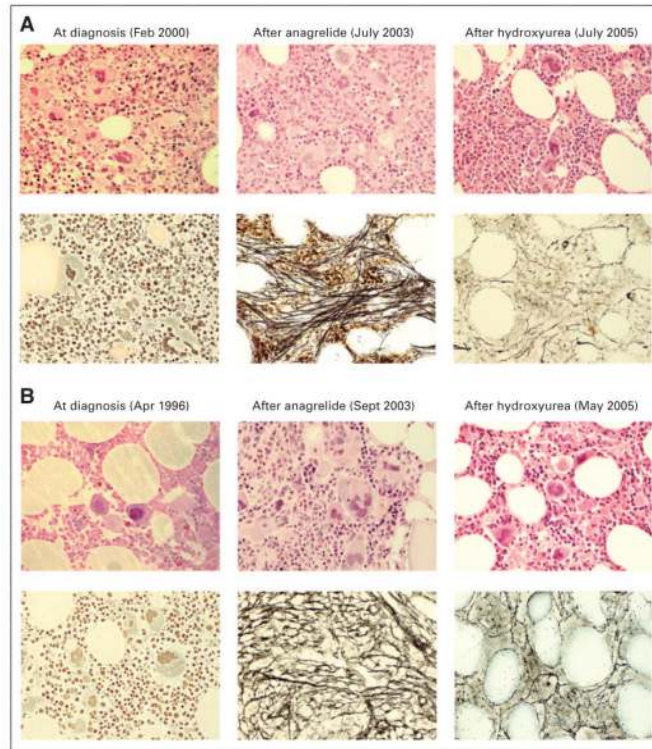 A
At diagnosis (Feb 2000)
After anagrelide (July 2003)
After hydroxyurea (July 2005)
B
At diagnosis (Apr 1996)
After anagrelide (Sept 2003)
After hydroxyurea (May 2005)